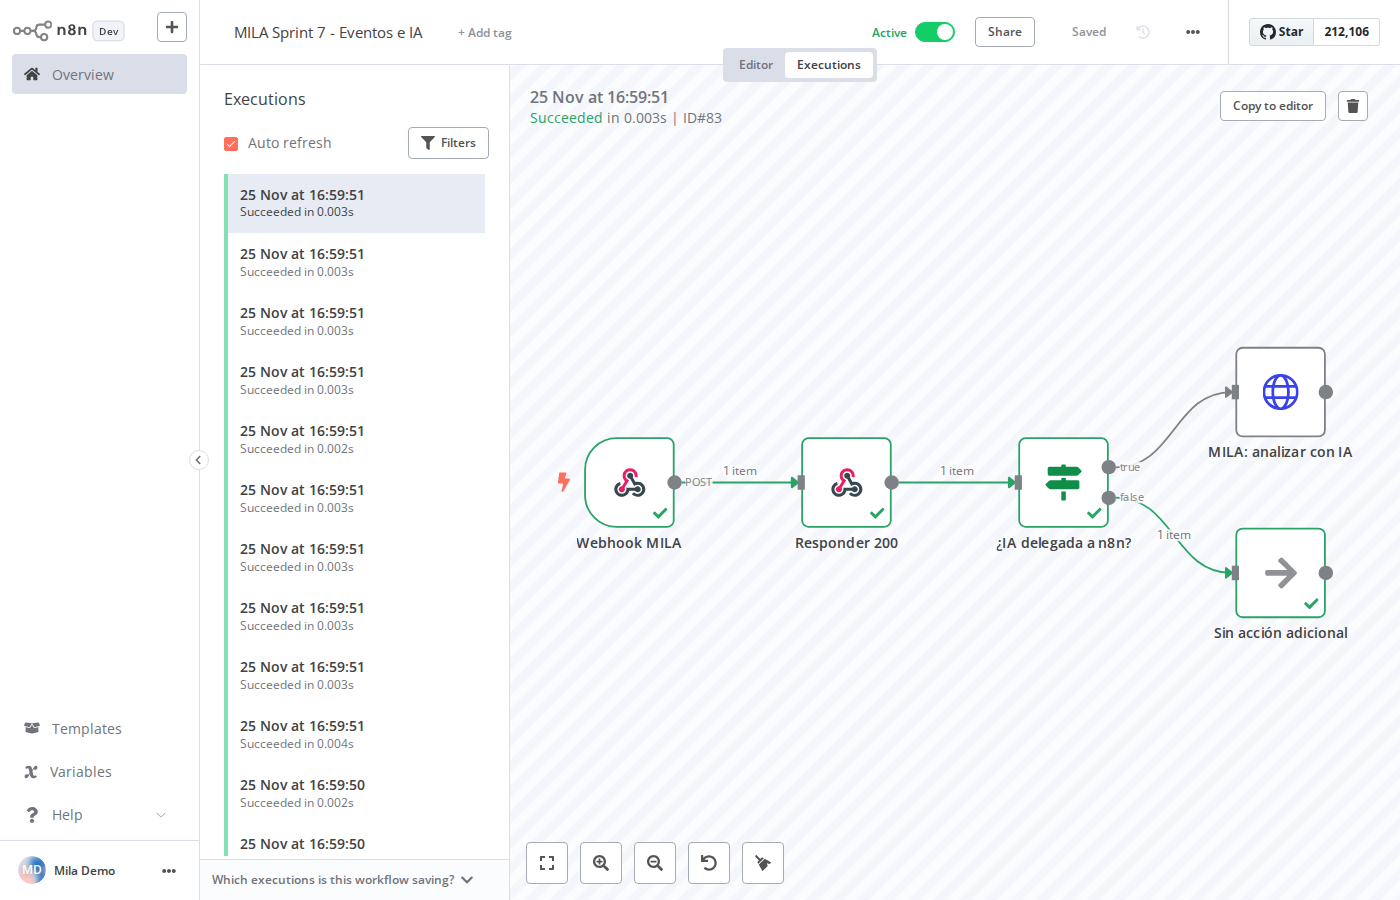 n8n
Dev
Overview
Templates
Variables
Help
MD
Mila Demo
MILA Sprint 7 - Eventos e IA
+ Add tag
Active
Share
Saved
Star
212,106
Editor
Executions
Executions
Auto refresh
Filters
25 Nov at 16:59:51
Succeeded in 0.003s
25 Nov at 16:59:51
Succeeded in 0.003s
25 Nov at 16:59:51
Succeeded in 0.003s
25 Nov at 16:59:51
Succeeded in 0.003s
25 Nov at 16:59:51
Succeeded in 0.002s
25 Nov at 16:59:51
Succeeded in 0.003s
25 Nov at 16:59:51
Succeeded in 0.003s
25 Nov at 16:59:51
Succeeded in 0.003s
25 Nov at 16:59:51
Succeeded in 0.003s
25 Nov at 16:59:51
Succeeded in 0.004s
25 Nov at 16:59:50
Succeeded in 0.002s
25 Nov at 16:59:50
Which executions is this workflow saving?
25 Nov at 16:59:51
Succeeded in 0.003s | ID#83
Copy to editor
POST
1 item
1 item
true
false
1 item
Webhook MILA
Responder 200
¿IA delegada a n8n?
MILA: analizar con IA
Sin acción adicional